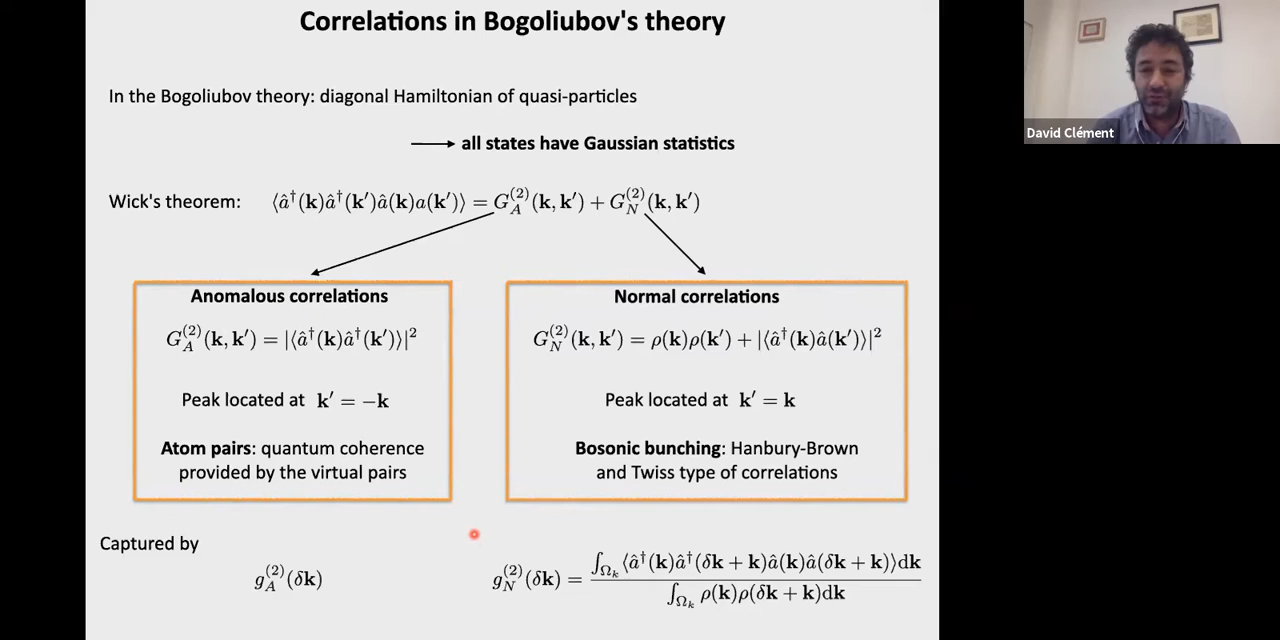 Correlations in Bogoliubov's theory
In the Bogoliubov theory: diagonal Hamiltonian of quasi-particles
⟶ all states have Gaussian statistics
Wick's theorem: ⟨â†(k)â†(k′)â(k)a(k′)⟩ = G_A^(2)(k, k′) + G_N^(2)(k, k′)
Anomalous correlations
G_A^(2)(k, k′) = |⟨â†(k)â†(k′)⟩|²
Peak located at k′ = −k
Atom pairs: quantum coherence
provided by the virtual pairs
Normal correlations
G_N^(2)(k, k′) = ρ(k)ρ(k′) + |⟨â†(k)â(k′)⟩|²
Peak located at k′ = k
Bosonic bunching: Hanbury-Brown
and Twiss type of correlations
Captured by
g_A^(2)(δk)
g_N^(2)(δk) = ∫_Ωk ⟨â†(k)â†(δk + k)â(k)â(δk + k)⟩dk / ∫_Ωk ρ(k)ρ(δk + k)dk
David Clément